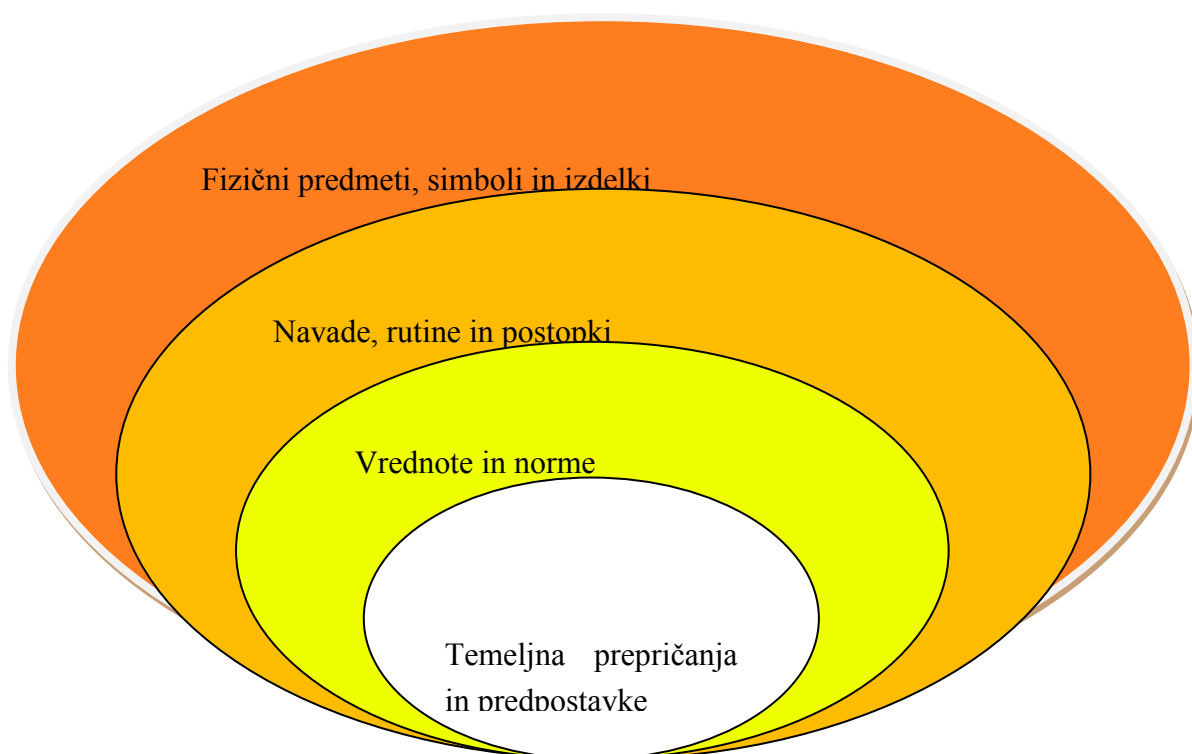 Fizični predmeti, simboli in izdelki
Navade, rutine in postopki
Vrednote in norme
Temeljna prepričanja
in predpostavke